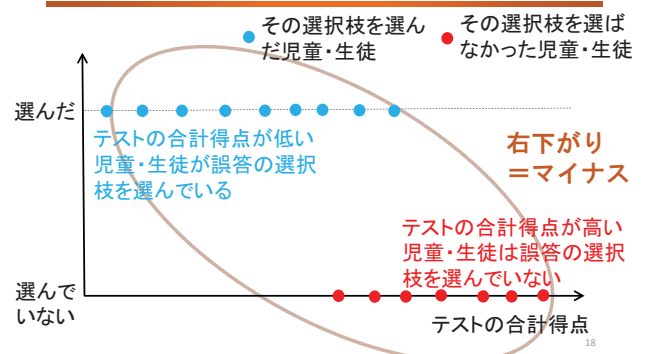 その選択枝を選ん
だ児童・生徒
その選択枝を選ば
なかった児童・生徒
選んだ
テストの合計得点が低い
児童・生徒が誤答の選択
枝を選んでいる
右下がり
＝マイナス
テストの合計得点が高い
児童・生徒は誤答の選択
枝を選んでいない
選んで
いない
テストの合計得点
18